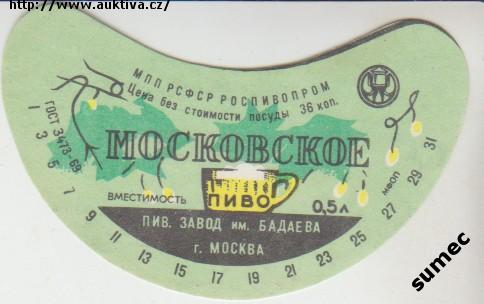 http://www.auktiva.cz/
МПП РСФСР РОСПИВОПРОМ
Цена без стоимости посуды 36 коп.
ГОСТ 3473-69
МОСКОВСКОЕ
ПИВО
ВМЕСТИМОСТЬ 0,5л
МФОП
ПИВ. ЗАВОД им. БАДАЕВА
г. МОСКВА
1 3 5 7 9 11 13 15 17 19 21 23 25 27 29 31
sumec